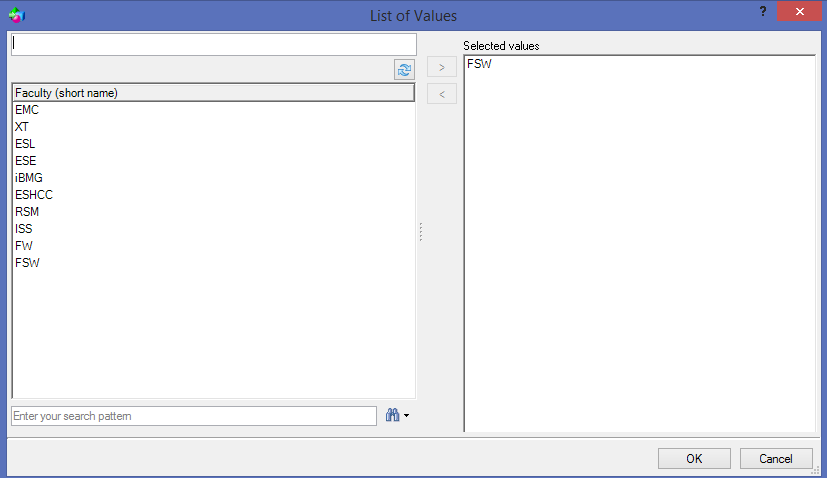 List of Values
?
Selected values
>
<
FSW
Faculty (short name)
EMC
XT
ESL
ESE
iBMG
ESHCC
RSM
ISS
FW
FSW
Enter your search pattern
OK
Cancel